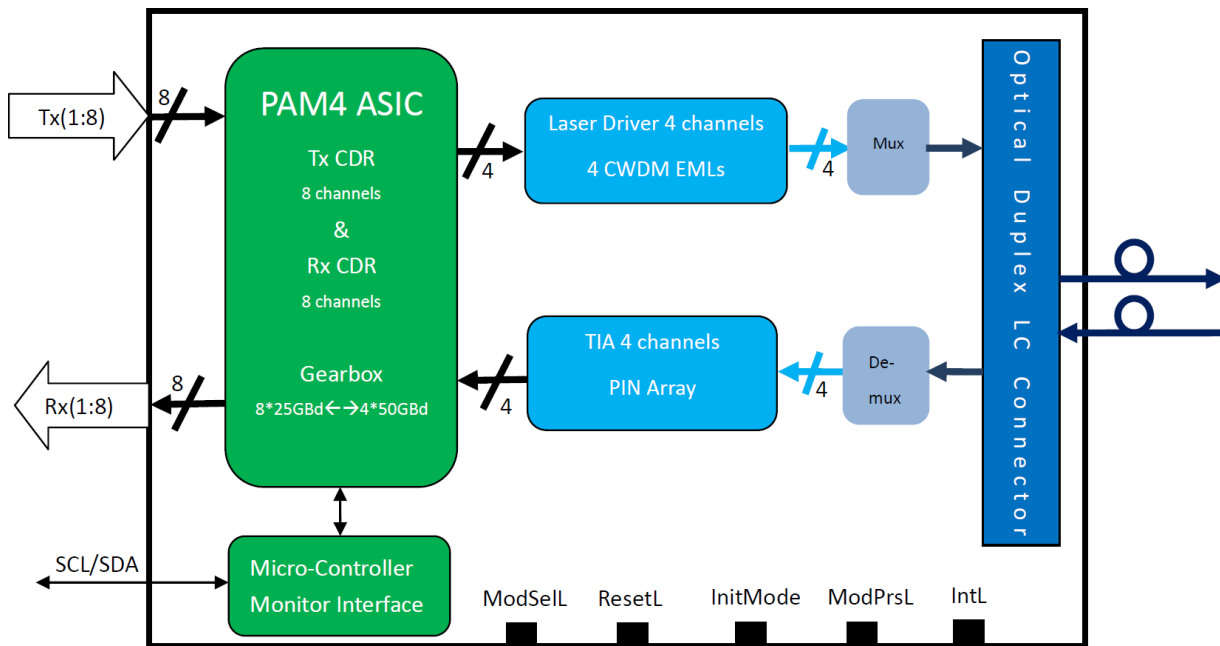 Tx(1:8)
8
PAM4 ASIC
Tx CDR
8 channels
&
Rx CDR
8 channels
Gearbox
8*25GBd←→4*50GBd
4
Laser Driver 4 channels
4 CWDM EMLs
4
Mux
Optical Duplex LC Connector
Rx(1:8)
8
4
TIA 4 channels
PIN Array
4
De-
mux
SCL/SDA
Micro-Controller
Monitor Interface
ModSelL
ResetL
InitMode
ModPrsL
IntL